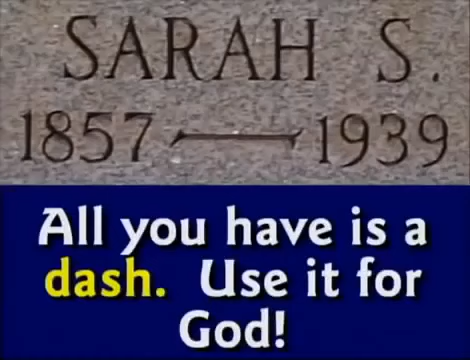 SARAH S.
1857 — 1939
All you have is a
dash. Use it for
God!